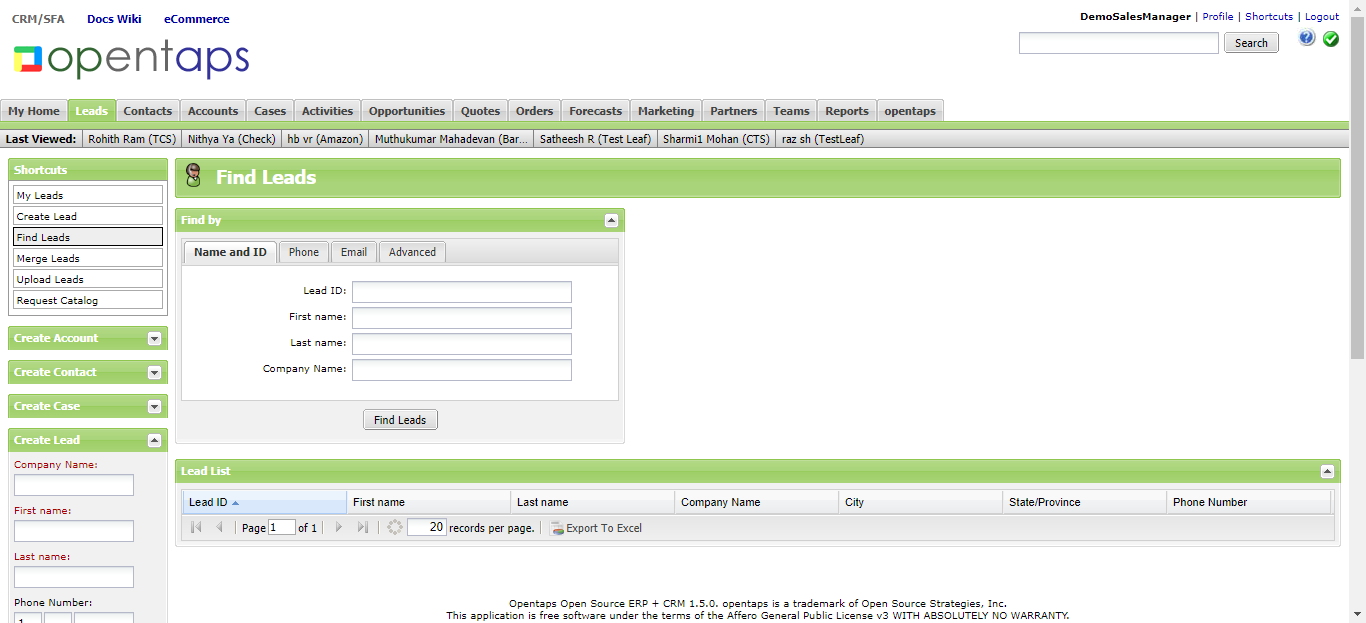 CRM/SFA Docs Wiki eCommerce
DemoSalesManager | Profile | Shortcuts | Logout
opentaps
Search
My Home Leads Contacts Accounts Cases Activities Opportunities Quotes Orders Forecasts Marketing Partners Teams Reports opentaps
Last Viewed: Rohith Ram (TCS) Nithya Ya (Check) hb vr (Amazon) Muthukumar Mahadevan (Bar... Satheesh R (Test Leaf) Sharmi1 Mohan (CTS) raz sh (TestLeaf)
Shortcuts
My Leads
Create Lead
Find Leads
Merge Leads
Upload Leads
Request Catalog
Create Account
Create Contact
Create Case
Create Lead
Company Name:
First name:
Last name:
Phone Number:
1
Find Leads
Find by
Name and ID Phone Email Advanced
Lead ID:
First name:
Last name:
Company Name:
Find Leads
Lead List
Lead ID First name Last name Company Name City State/Province Phone Number
Page 1 of 1 20 records per page. Export To Excel
Opentaps Open Source ERP + CRM 1.5.0. opentaps is a trademark of Open Source Strategies, Inc.
This application is free software under the terms of the Affero General Public License v3 WITH ABSOLUTELY NO WARRANTY.